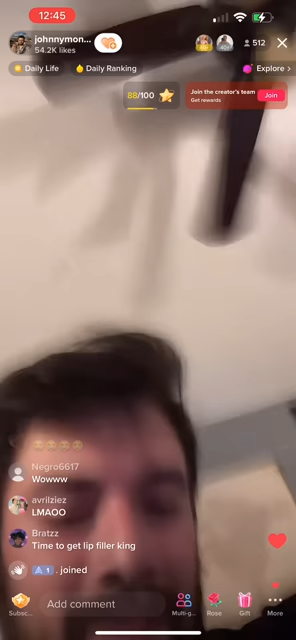 12:45
johnnymon...
54.2K likes
512
Daily Life
Daily Ranking
Explore >
88/100
Join the creator's team
Get rewards
Join
Negro6617
Wowww
avrilziez
LMAOO
Bratzz
Time to get lip filler king
1 . joined
Subsc...
Add comment
Multi-g...
Rose
Gift
More